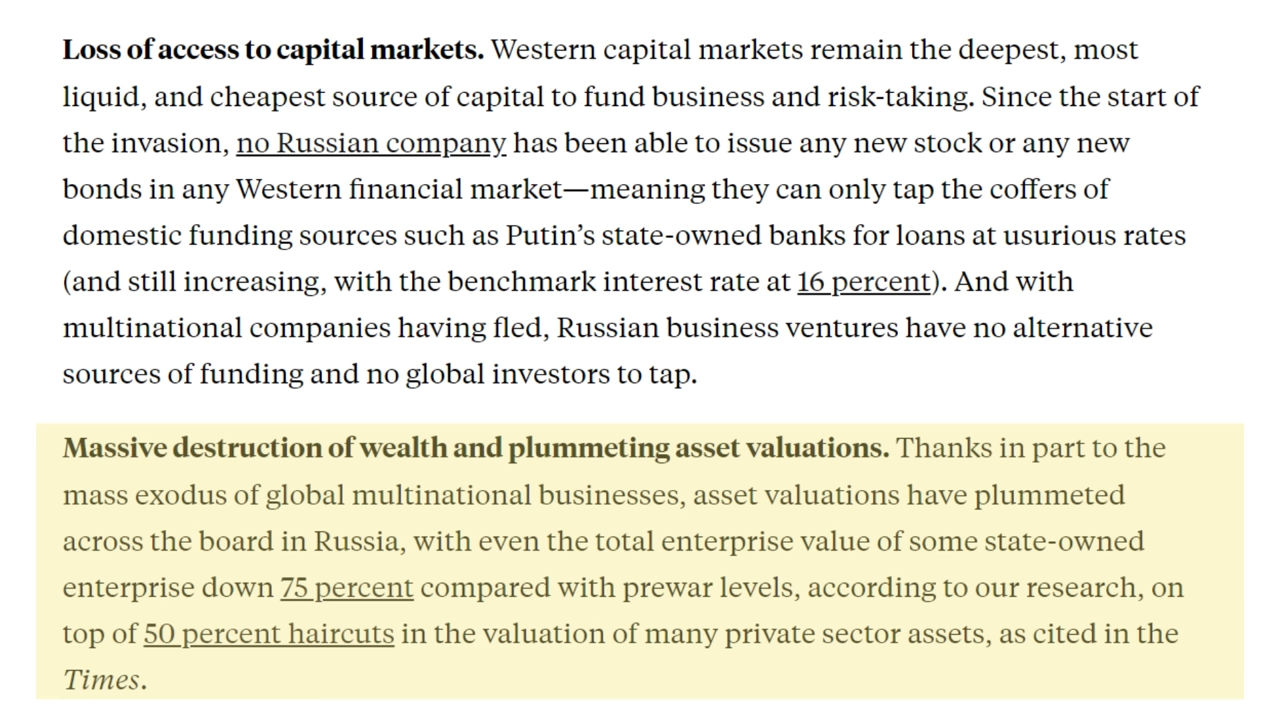 Loss of access to capital markets. Western capital markets remain the deepest, most
liquid, and cheapest source of capital to fund business and risk-taking. Since the start of
the invasion, no Russian company has been able to issue any new stock or any new
bonds in any Western financial market—meaning they can only tap the coffers of
domestic funding sources such as Putin’s state-owned banks for loans at usurious rates
(and still increasing, with the benchmark interest rate at 16 percent). And with
multinational companies having fled, Russian business ventures have no alternative
sources of funding and no global investors to tap.
Massive destruction of wealth and plummeting asset valuations. Thanks in part to the
mass exodus of global multinational businesses, asset valuations have plummeted
across the board in Russia, with even the total enterprise value of some state-owned
enterprise down 75 percent compared with prewar levels, according to our research, on
top of 50 percent haircuts in the valuation of many private sector assets, as cited in the
Times.